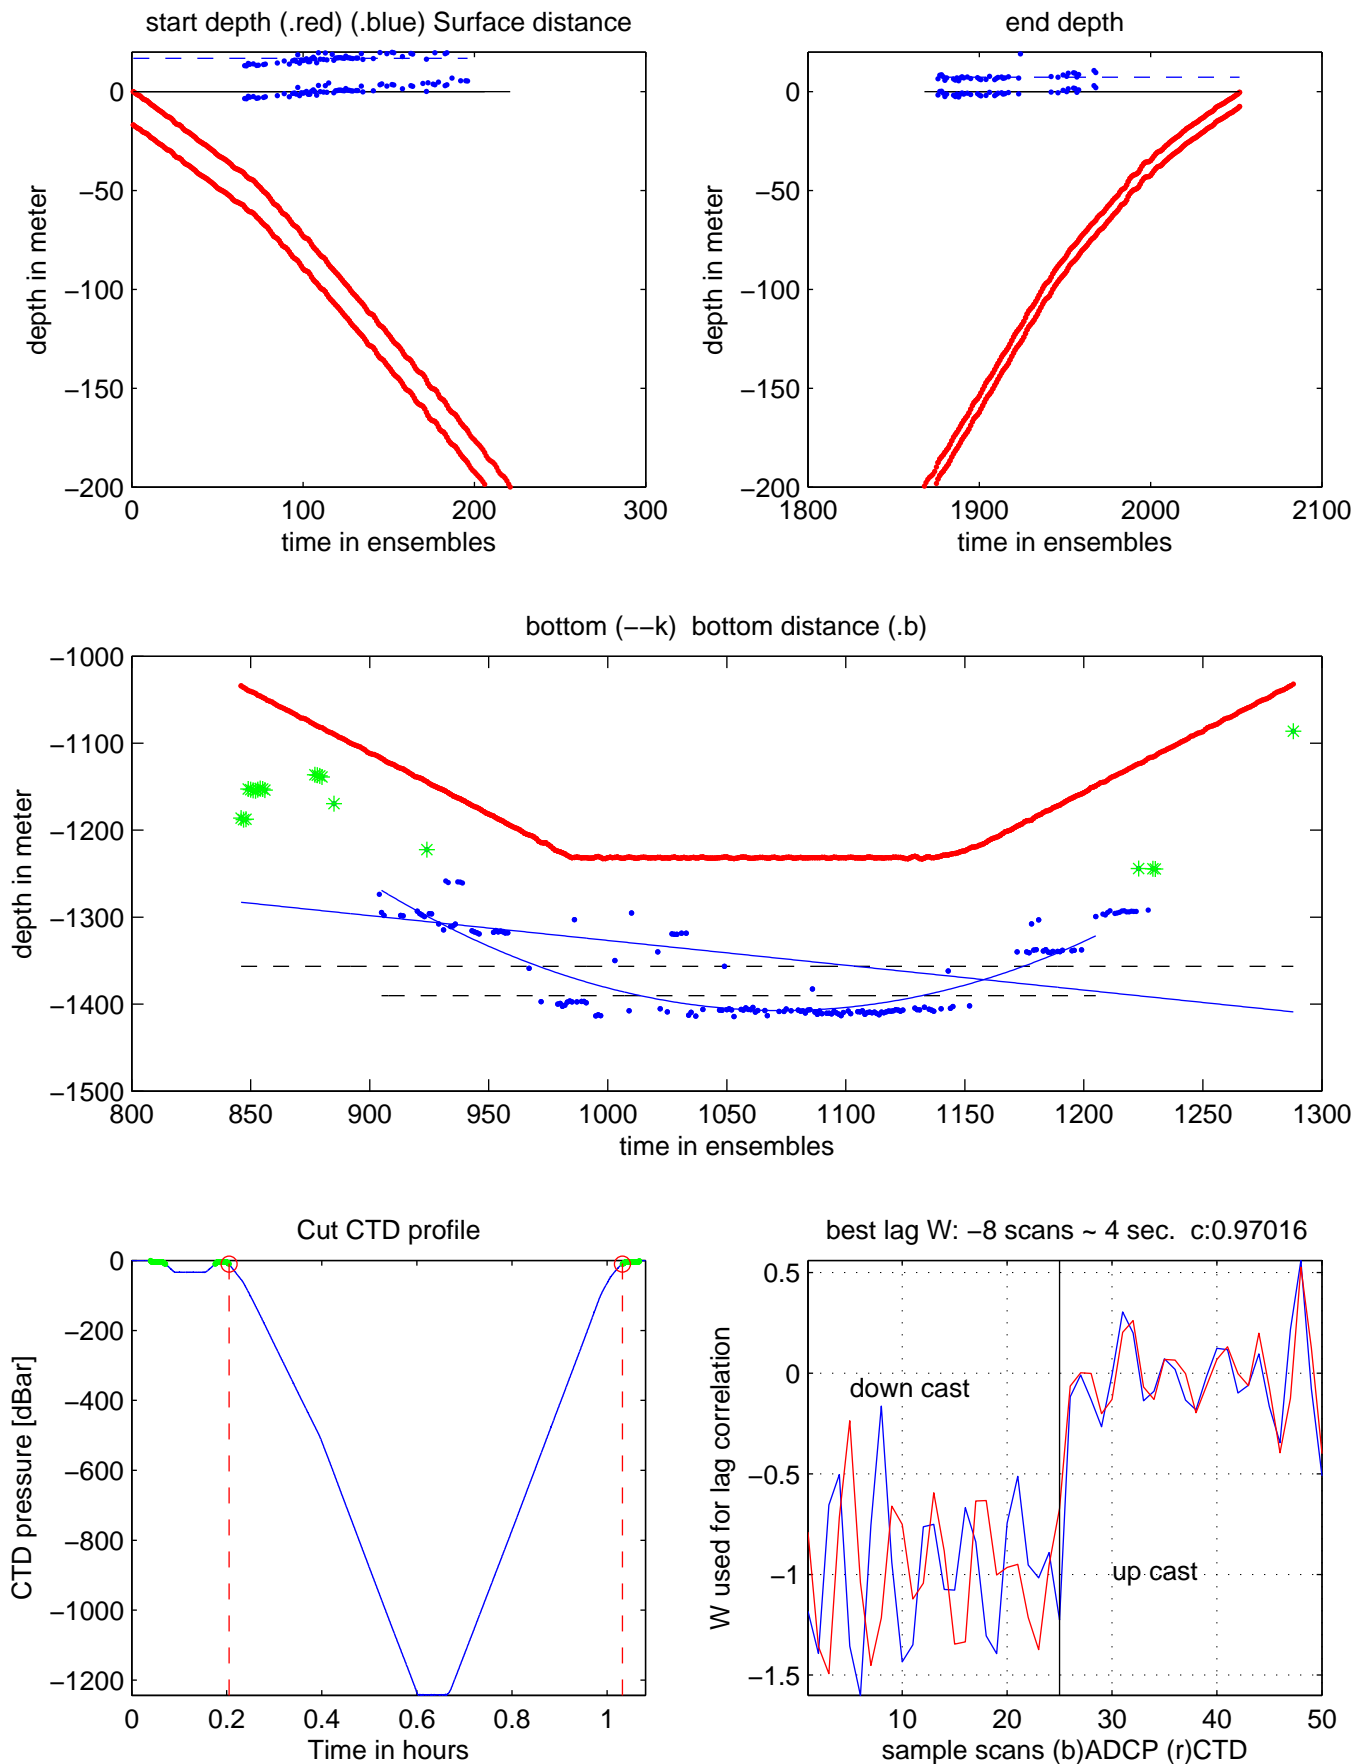 start depth (.red) (.blue) Surface distance
0
−50
−100
−150
−200
0 100 200 300
depth in meter
time in ensembles
end depth
0
−50
−100
−150
−200
1800 1900 2000 2100
depth in meter
time in ensembles
bottom (−−k)  bottom distance (.b)
−1000
−1100
−1200
−1300
−1400
−1500
800 850 900 950 1000 1050 1100 1150 1200 1250 1300
depth in meter
time in ensembles
Cut CTD profile
0
−200
−400
−600
−800
−1000
−1200
0 0.2 0.4 0.6 0.8 1
CTD pressure [dBar]
Time in hours
best lag W: −8 scans ~ 4 sec.  c:0.97016
0.5
0
−0.5
−1
−1.5
down cast
up cast
10 20 30 40 50
W used for lag correlation
sample scans (b)ADCP (r)CTD